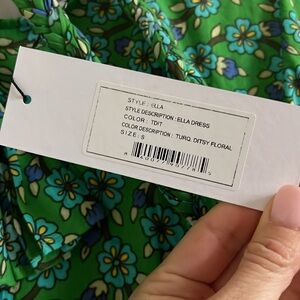 STYLE : ELLA
STYLE DESCRIPTION : ELLA DRESS
COLOR : TDIT
COLOR DESCRIPTION : TURQ DITSY FLORAL
SIZE : S